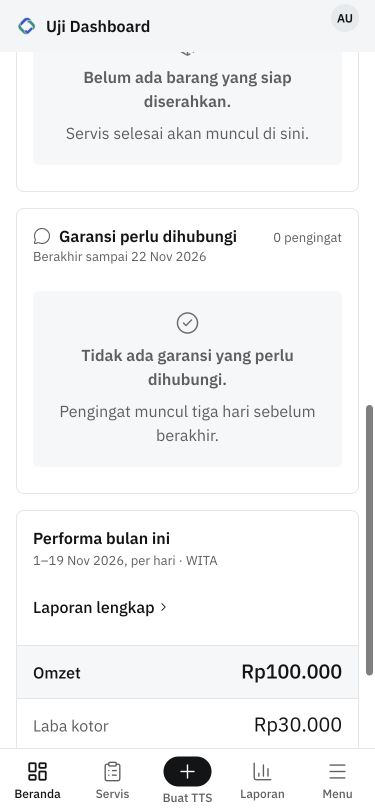 Uji Dashboard
AU
Belum ada barang yang siap
diserahkan.
Servis selesai akan muncul di sini.
Garansi perlu dihubungi
0 pengingat
Berakhir sampai 22 Nov 2026
Tidak ada garansi yang perlu
dihubungi.
Pengingat muncul tiga hari sebelum
berakhir.
Performa bulan ini
1–19 Nov 2026, per hari · WITA
Laporan lengkap
Omzet
Rp100.000
Laba kotor
Rp30.000
Beranda
Servis
Buat TTS
Laporan
Menu